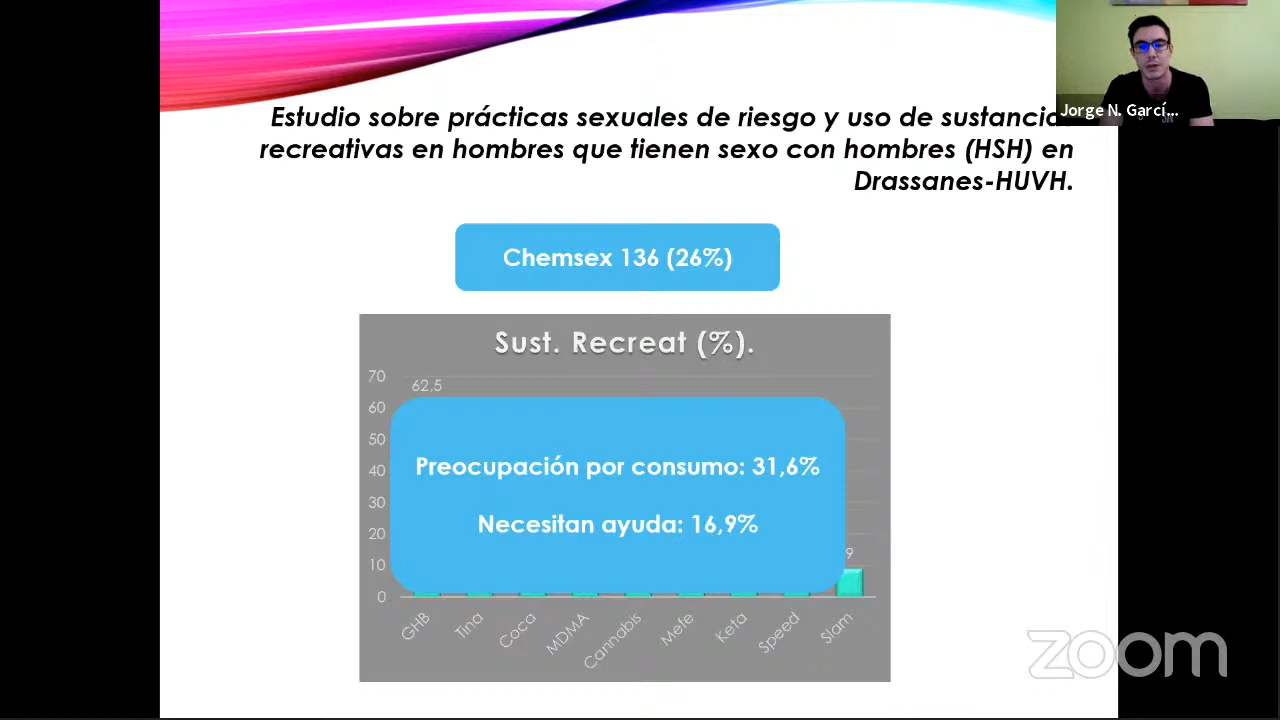 Estudio sobre prácticas sexuales de riesgo y uso de
recreativas en hombres que tienen sexo con hombres (HSH) en
Drassanes-HUVH.
Jorge N. Garcí...
Chemsex 136 (26%)
Sust. Recreat (%).
70
62,5
60
50
40
30
20
10
0
Preocupación por consumo: 31,6%
Necesitan ayuda: 16,9%
9
GHB
Tina
Coca
MDMA
Cannabis
Mefe
Keta
Speed
Slam
zoom